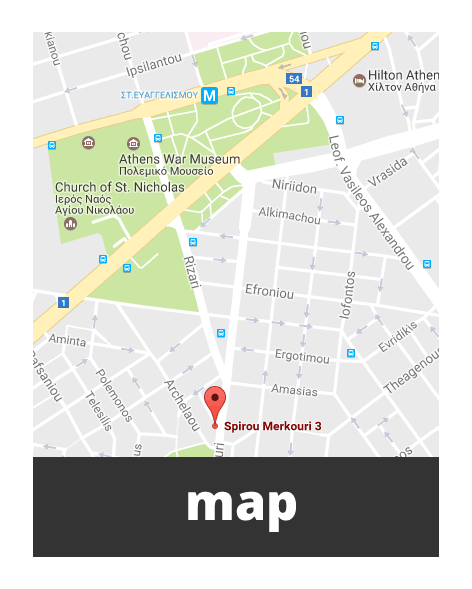 Ipsilantou
54
1
Hilton Athen
Χίλτον Αθήνα
ΣΤ.ΕΥΑΓΓΕΛΙΣΜΟΥ M
Athens War Museum
Πολεμικό Μουσείο
Church of St. Nicholas
Ιερός Ναός
Αγίου Νικολάου
Leof. Vasileos Alexandrou
Vrasida
Niriidon
Alkimachou
Rizari
Efroniou
Iofontos
1
Aminta
Ergotimou
Evridikis
Theagenous
Amasias
Polemonos
Telesilis
Archelaou
Spirou Merkouri 3
map